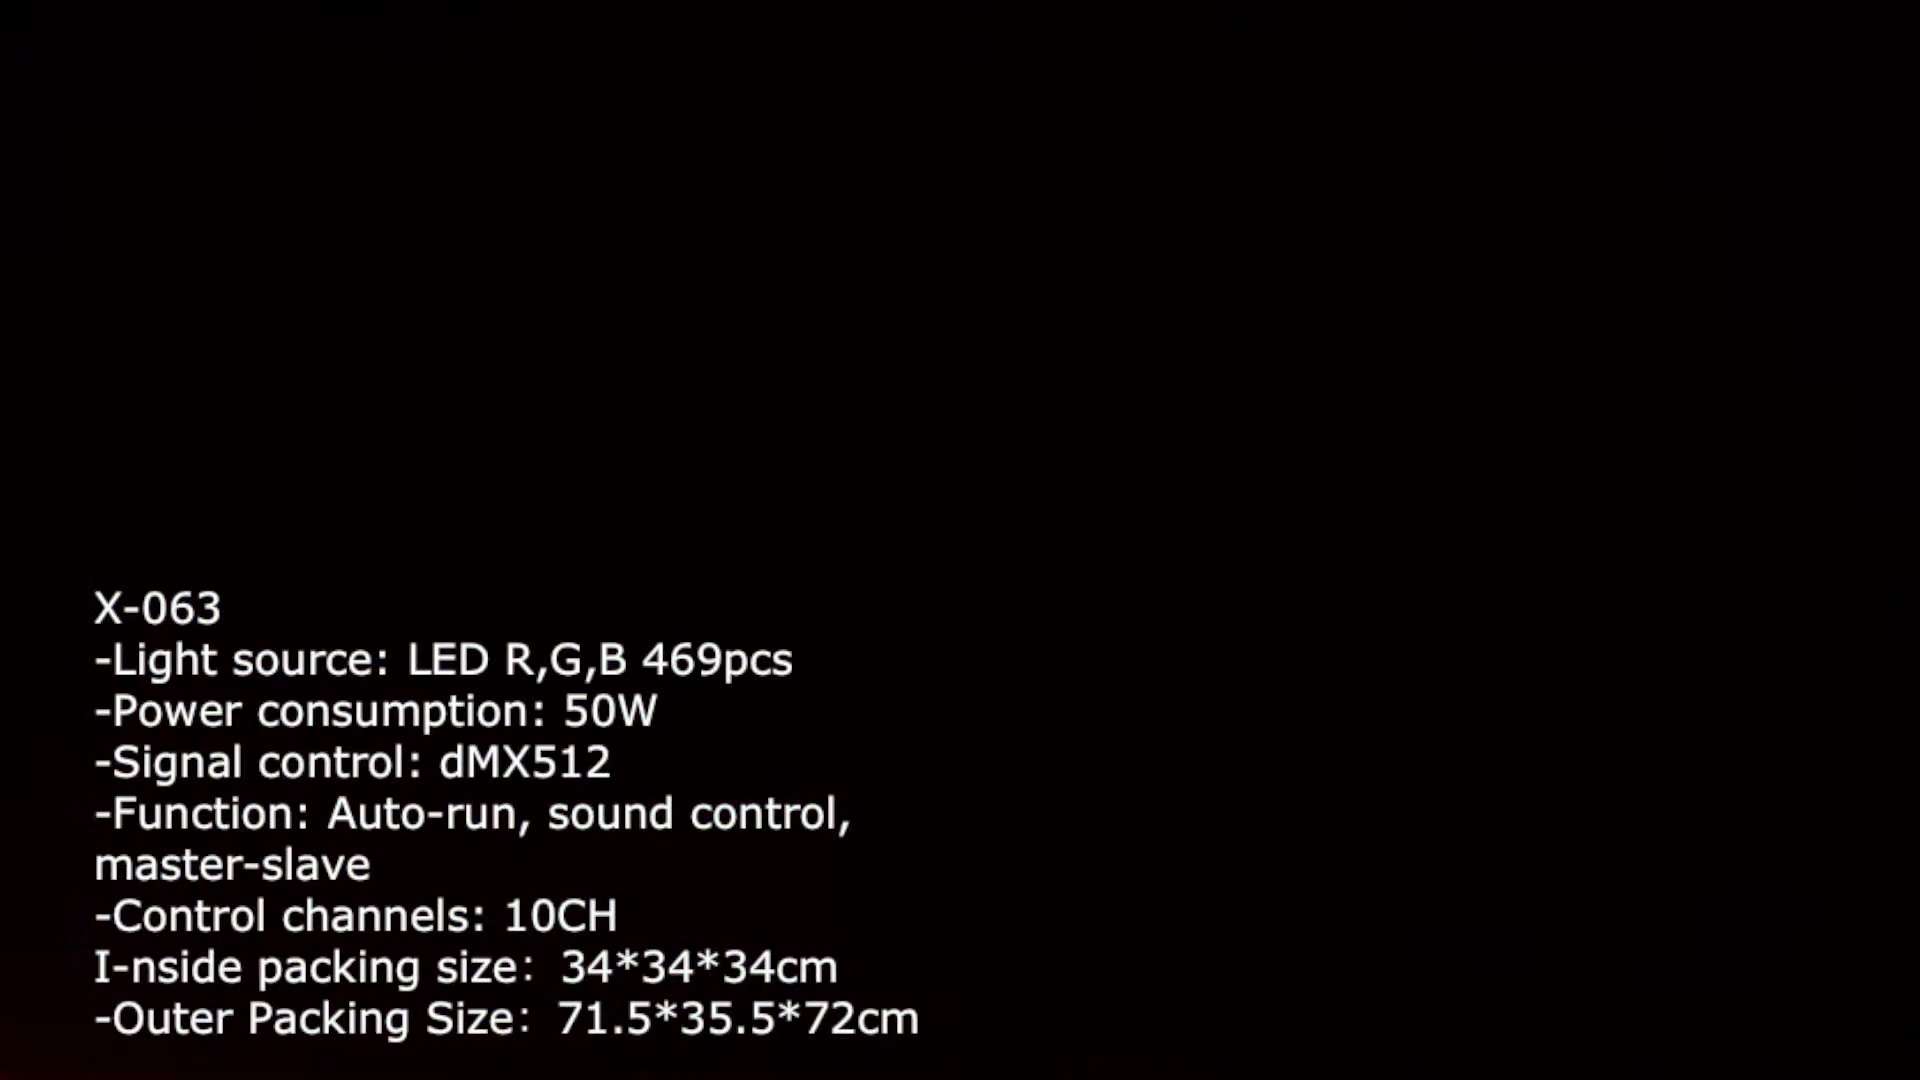 X-063
-Light source: LED R,G,B 469pcs
-Power consumption: 50W
-Signal control: dMX512
-Function: Auto-run, sound control,
master-slave
-Control channels: 10CH
I-nside packing size：34*34*34cm
-Outer Packing Size：71.5*35.5*72cm